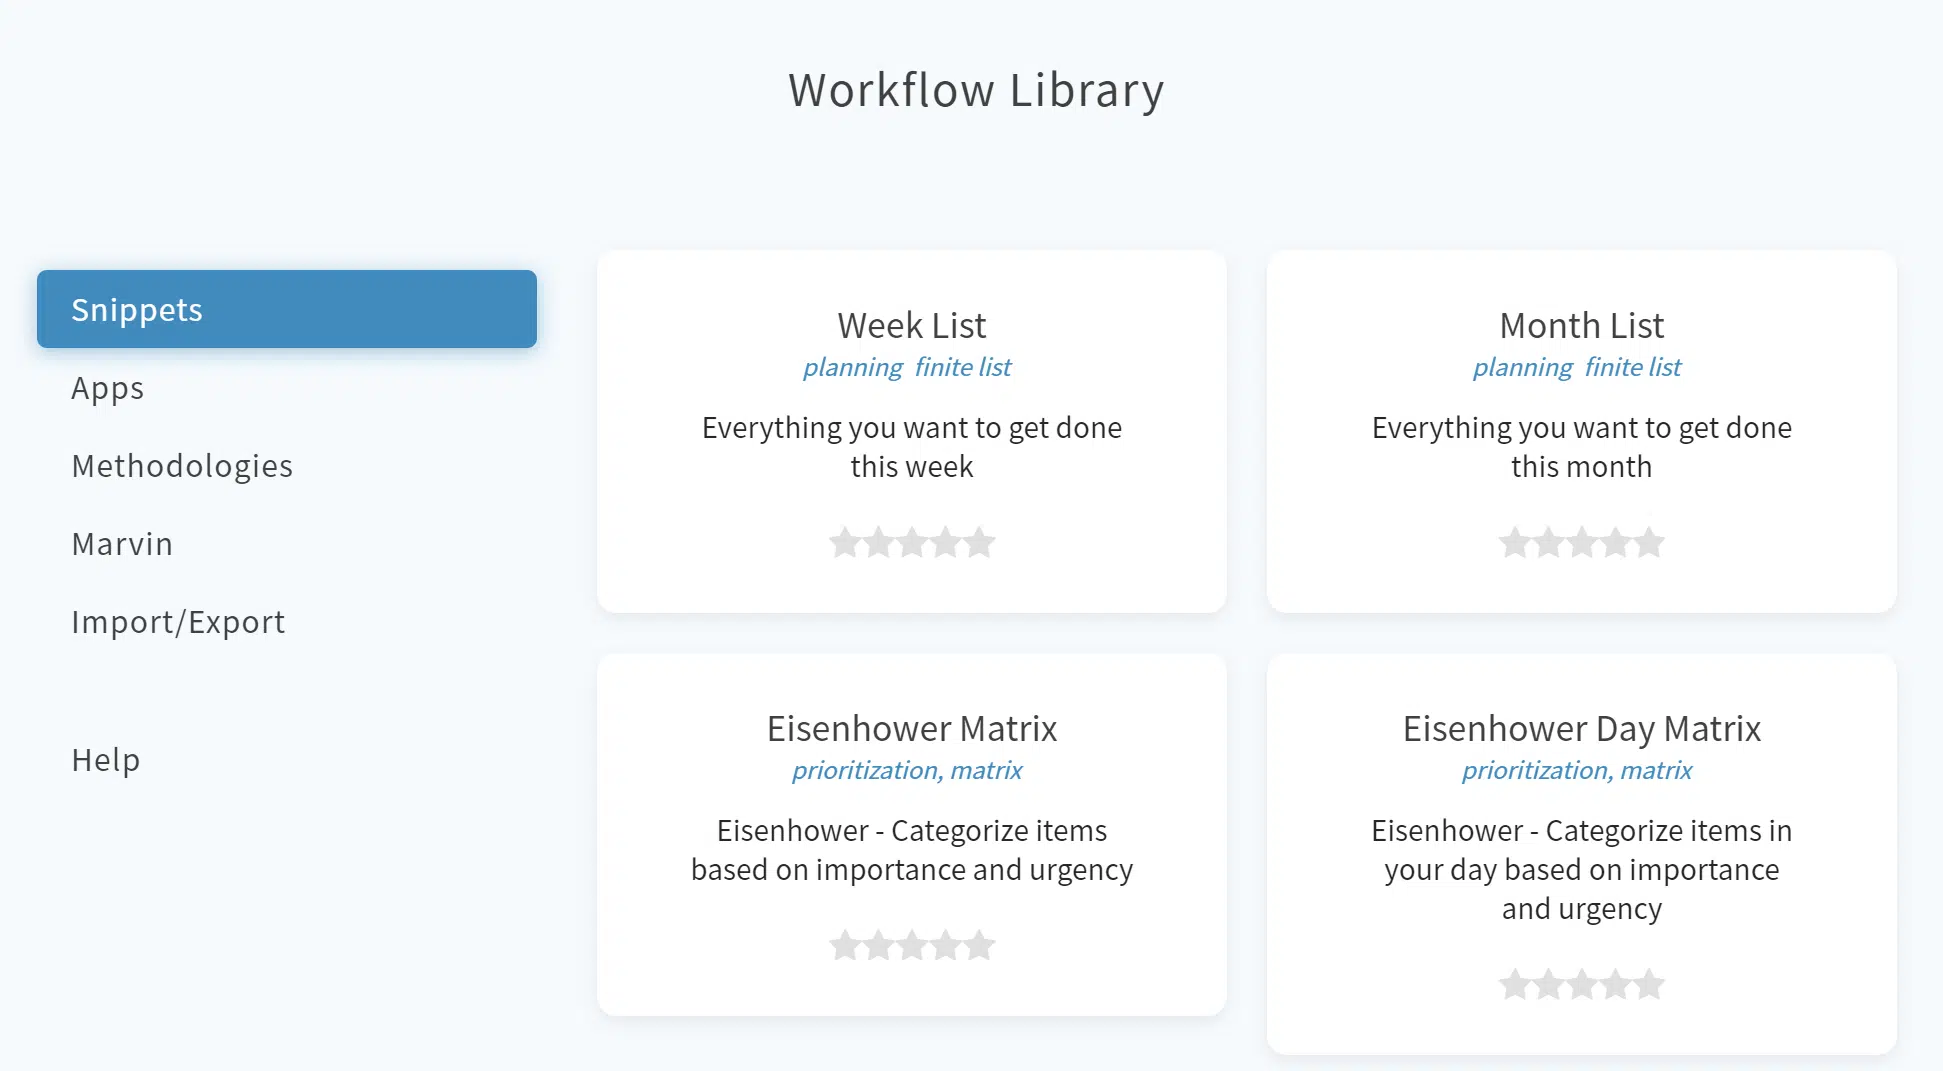 Workflow Library
Snippets
Apps
Methodologies
Marvin
Import/Export
Help
Week List
planning finite list
Everything you want to get done
this week
Month List
planning finite list
Everything you want to get done
this month
Eisenhower Matrix
prioritization, matrix
Eisenhower - Categorize items
based on importance and urgency
Eisenhower Day Matrix
prioritization, matrix
Eisenhower - Categorize items in
your day based on importance
and urgency